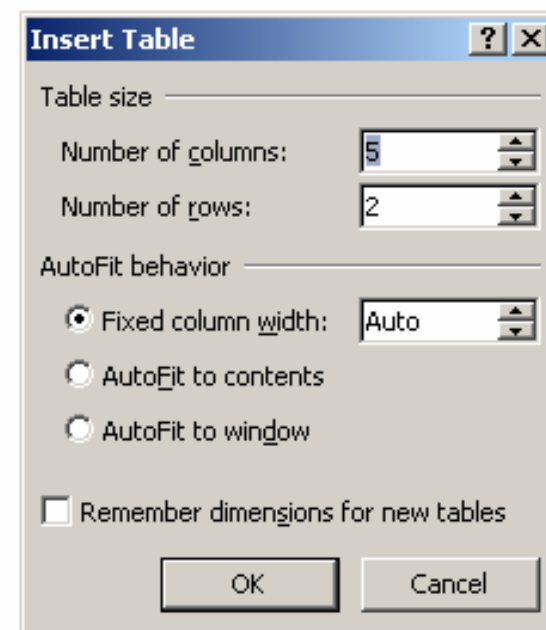 Insert Table
Table size
Number of columns: 5
Number of rows: 2
AutoFit behavior
Fixed column width: Auto
AutoFit to contents
AutoFit to window
Remember dimensions for new tables
OK Cancel